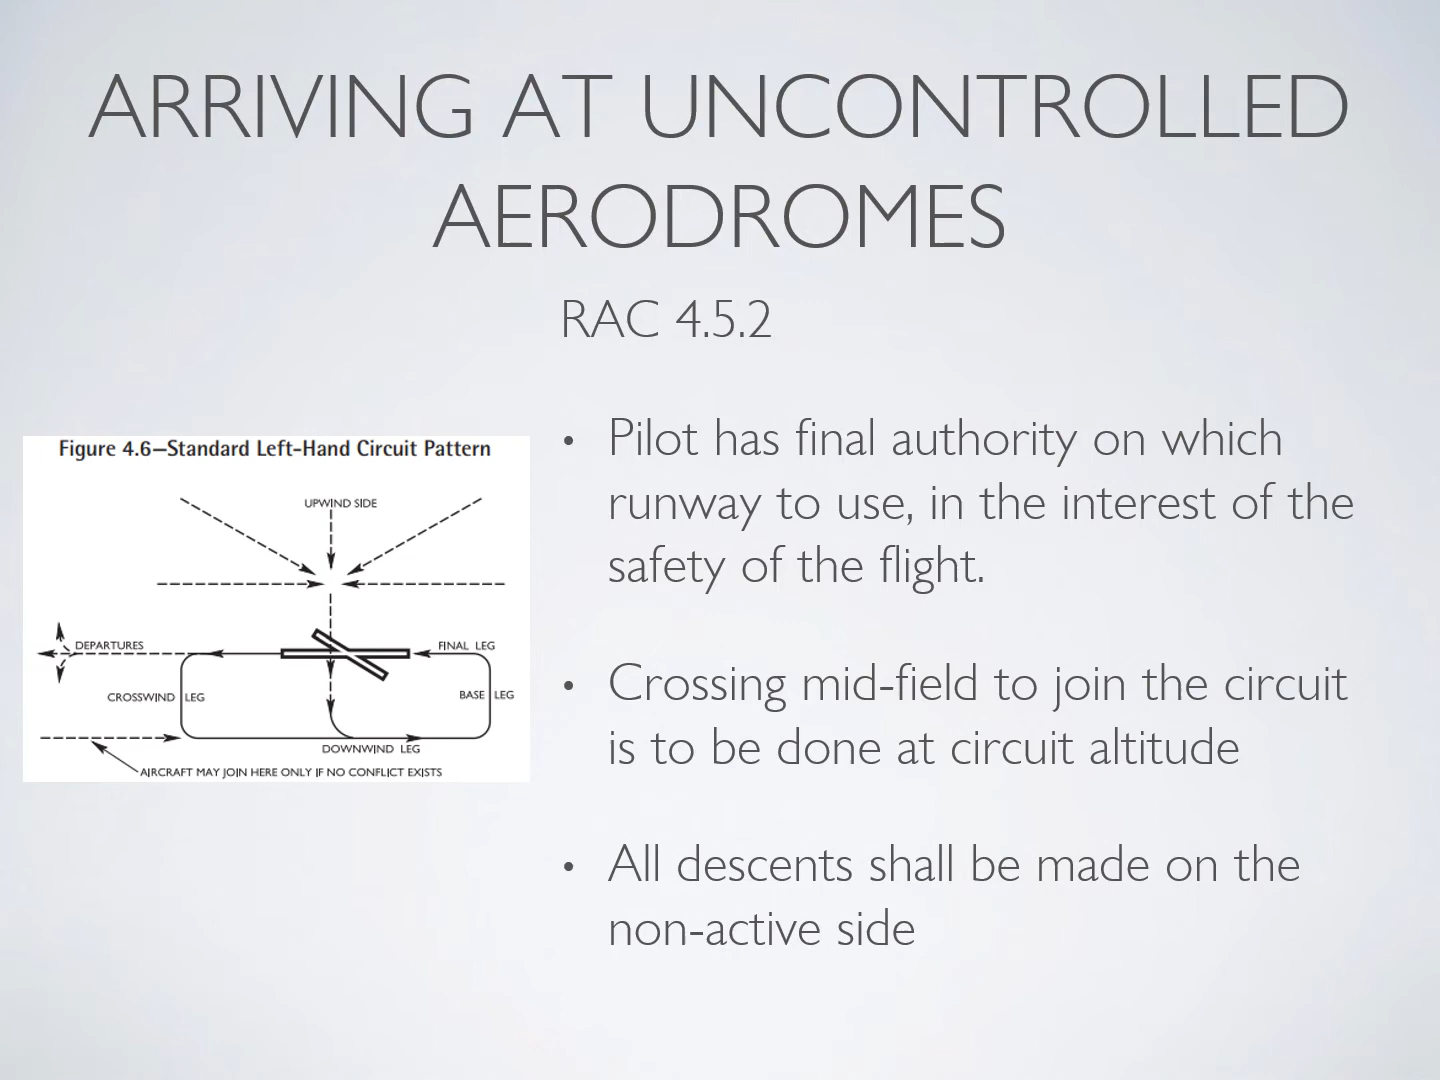 ARRIVING AT UNCONTROLLED
AERODROMES
RAC 4.5.2
Figure 4.6—Standard Left-Hand Circuit Pattern
UPWIND SIDE
DEPARTURES
FINAL LEG
CROSSWIND LEG
BASE LEG
DOWNWIND LEG
AIRCRAFT MAY JOIN HERE ONLY IF NO CONFLICT EXISTS
• Pilot has final authority on which
runway to use, in the interest of the
safety of the flight.
• Crossing mid-field to join the circuit
is to be done at circuit altitude
• All descents shall be made on the
non-active side